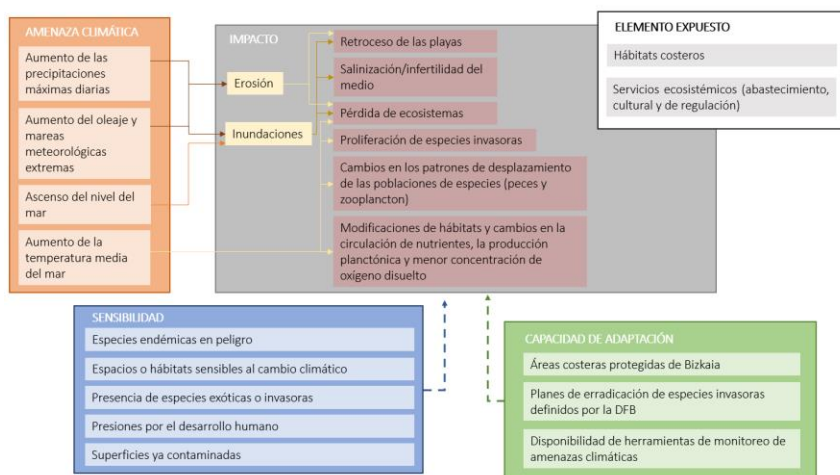 AMENAZA CLIMÁTICA
Aumento de las
precipitaciones
máximas diarias
Aumento del oleaje y
mareas
meteorológicas
extremas
Ascenso del nivel del
mar
Aumento de la
temperatura media
del mar
IMPACTO
Erosión
Inundaciones
Retroceso de las playas
Salinización/infertilidad del
medio
Pérdida de ecosistemas
Proliferación de especies invasoras
Cambios en los patrones de desplazamiento
de las poblaciones de especies (peces y
zooplancton)
Modificaciones de hábitats y cambios en la
circulación de nutrientes, la producción
planctónica y menor concentración de
oxígeno disuelto
ELEMENTO EXPUESTO
Hábitats costeros
Servicios ecosistémicos (abastecimiento,
cultural y de regulación)
SENSIBILIDAD
Especies endémicas en peligro
Espacios o hábitats sensibles al cambio climático
Presencia de especies exóticas o invasoras
Presiones por el desarrollo humano
Superficies ya contaminadas
CAPACIDAD DE ADAPTACIÓN
Áreas costeras protegidas de Bizkaia
Planes de erradicación de especies invasoras
definidos por la DFB
Disponibilidad de herramientas de monitoreo de
amenazas climáticas